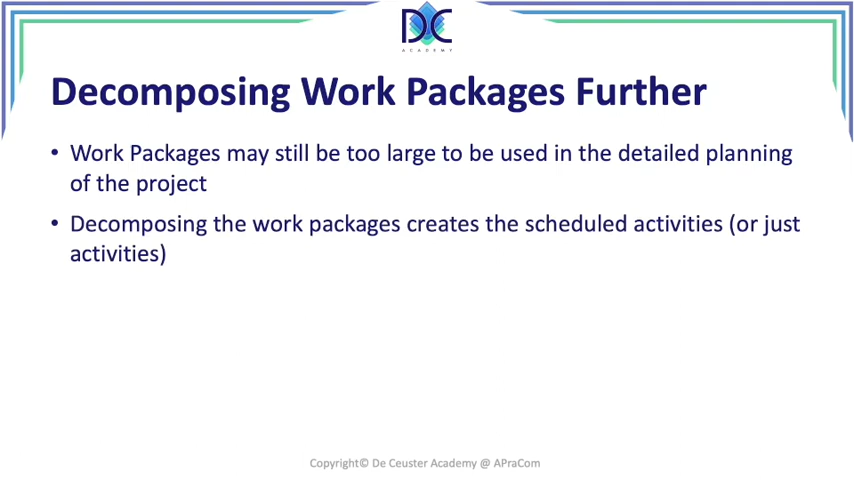 DC
ACADEMY
Decomposing Work Packages Further
• Work Packages may still be too large to be used in the detailed planning
of the project
• Decomposing the work packages creates the scheduled activities (or just
activities)
Copyright© De Ceuster Academy @ APraCom